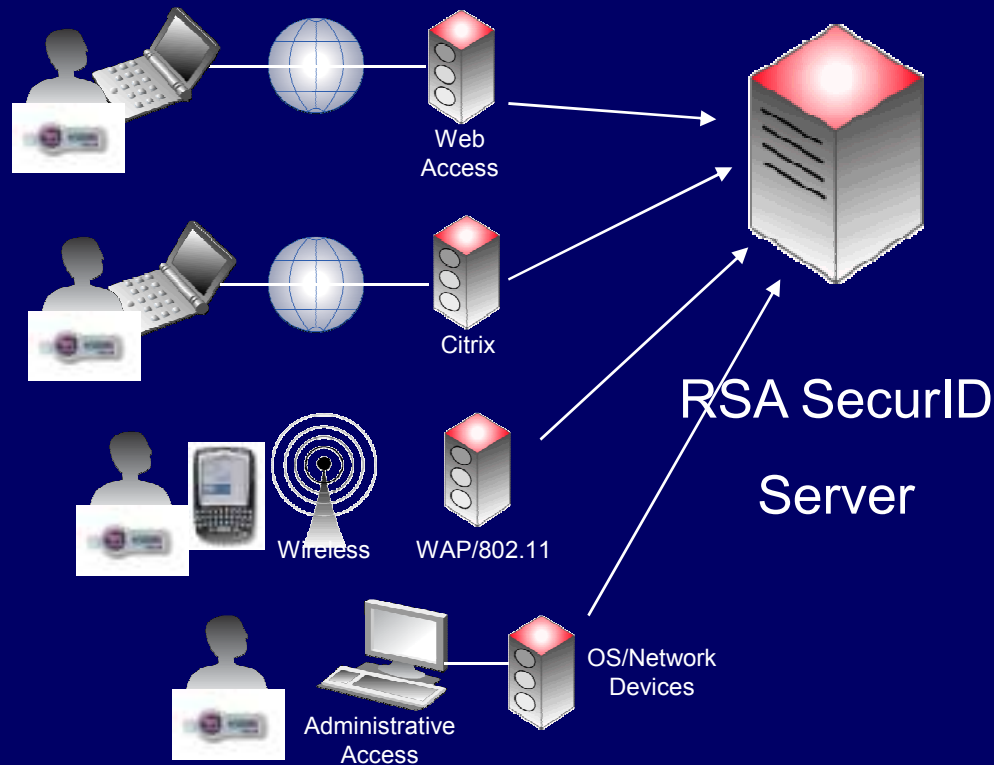 Web
Access
Citrix
RSA SecurID
Server
Wireless
WAP/802.11
OS/Network
Devices
Administrative
Access